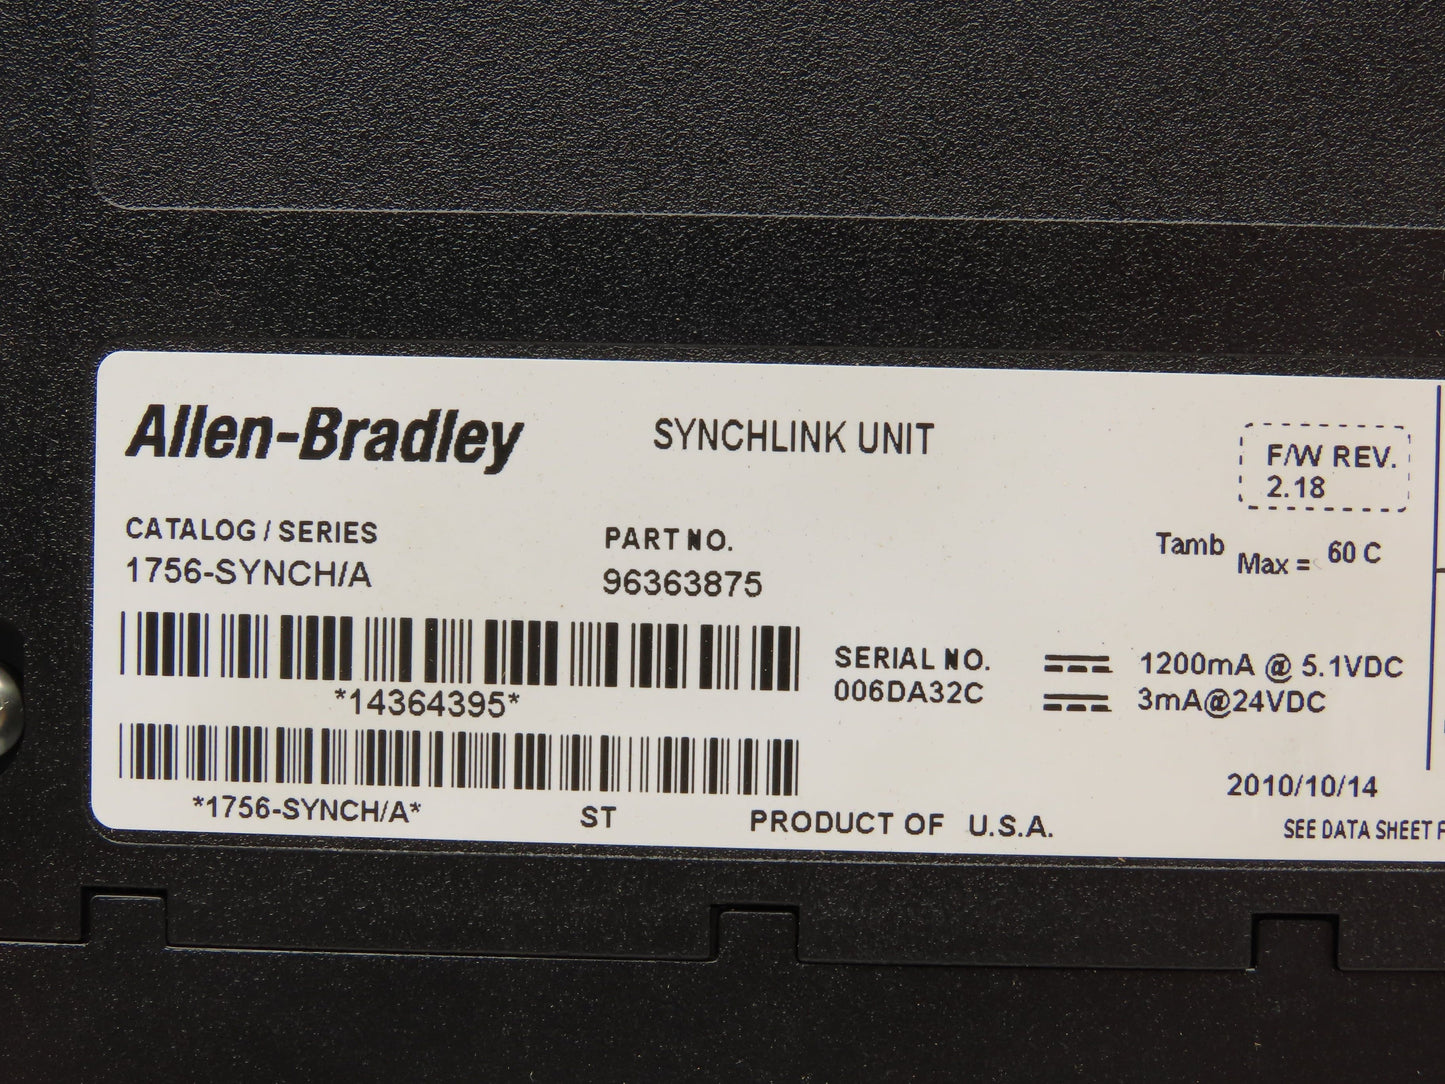 Allen-Bradley
SYNCHLINK UNIT
F/W REV.
2.18
CATALOG / SERIES
1756-SYNCH/A
PART NO.
96363875
Tamb Max = 60 C
*14364395*
SERIAL NO.
006DA32C
1200mA @ 5.1VDC
3mA@24VDC
*1756-SYNCH/A*
ST
PRODUCT OF U.S.A.
2010/10/14
SEE DATA SHEET F